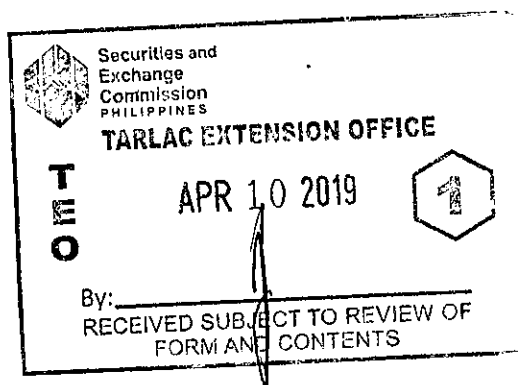 Securities and
Exchange
Commission
PHILIPPINES
TARLAC EXTENSION OFFICE
TEO
APR 10 2019
1
By:
RECEIVED SUBJECT TO REVIEW OF
FORM AND CONTENTS